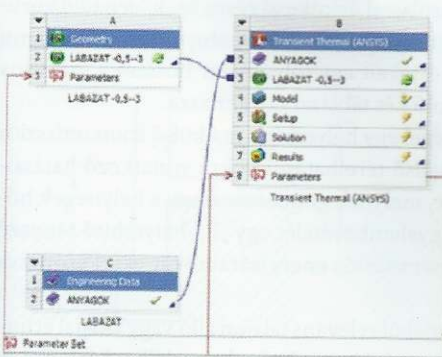 A
1 Geometry
2 LABAZAT -0,5--3
3 Parameters
LABAZAT -0,5--3
B
1 Transient Thermal (ANSYS)
2 ANYAGOK
3 LABAZAT -0,5--3
4 Model
5 Setup
6 Solution
7 Results
8 Parameters
Transient Thermal (ANSYS)
C
1 Engineering Data
2 ANYAGOK
LABAZAT
Parameter Set